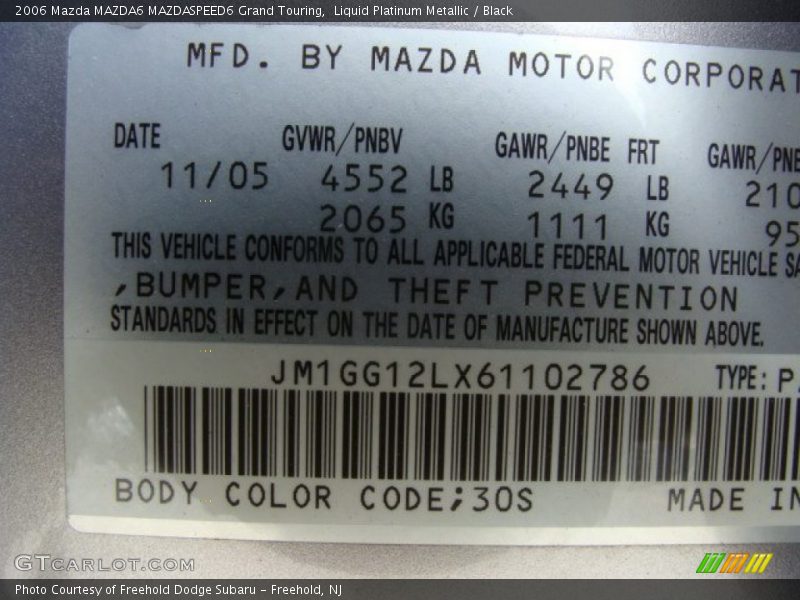 2006 Mazda MAZDA6 MAZDASPEED6 Grand Touring,  Liquid Platinum Metallic / Black
MFD. BY MAZDA MOTOR CORPORAT
DATE GVWR/PNBV GAWR/PNBE FRT GAWR/PNB
11/05 4552 LB 2449 LB 210
2065 KG 1111 KG 95
THIS VEHICLE CONFORMS TO ALL APPLICABLE FEDERAL MOTOR VEHICLE SA
,BUMPER,AND THEFT PREVENTION
STANDARDS IN EFFECT ON THE DATE OF MANUFACTURE SHOWN ABOVE.
JM1GG12LX61102786 TYPE: P
BODY COLOR CODE;30S MADE IN
GTcarlot.com
Photo Courtesy of Freehold Dodge Subaru – Freehold, NJ